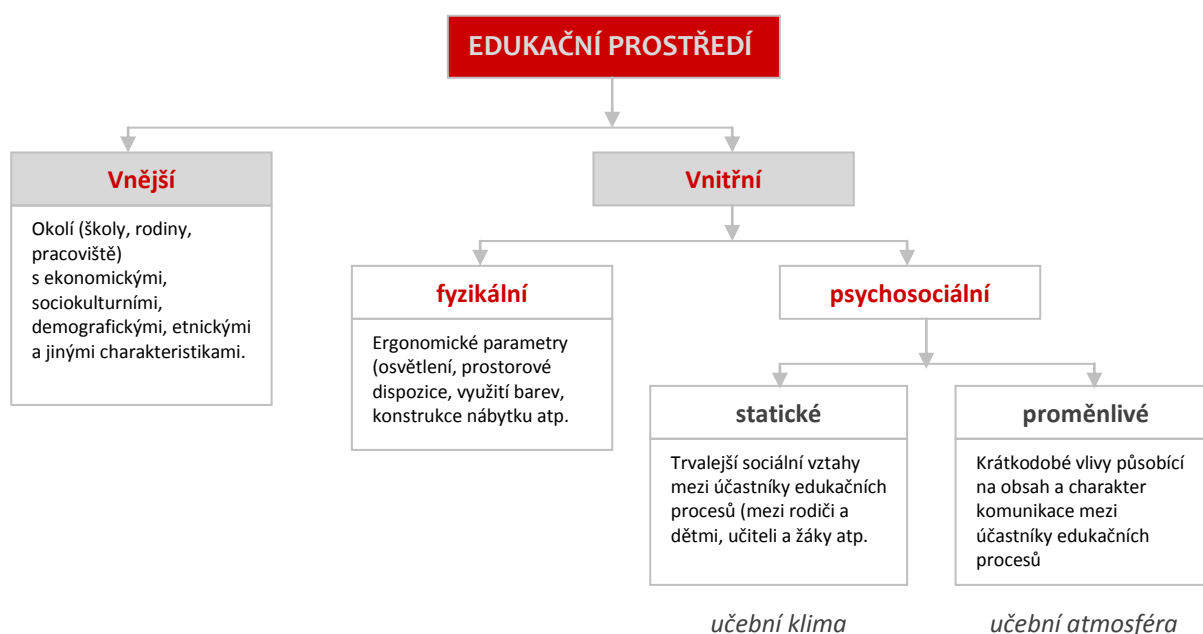 EDUKAČNÍ PROSTŘEDÍ
Vnější
Okolí (školy, rodiny,
pracoviště)
s ekonomickými,
sociokulturními,
demografickými, etnickými
a jinými charakteristikami.
Vnitřní
fyzikální
Ergonomické parametry
(osvětlení, prostorové
dispozice, využití barev,
konstrukce nábytku atp.
psychosociální
statické
Trvalejší sociální vztahy
mezi účastníky edukačních
procesů (mezi rodiči a
dětmi, učiteli a žáky atp.
učební klima
proměnlivé
Krátkodobé vlivy působící
na obsah a charakter
komunikace mezi
účastníky edukačních
procesů
učební atmosféra